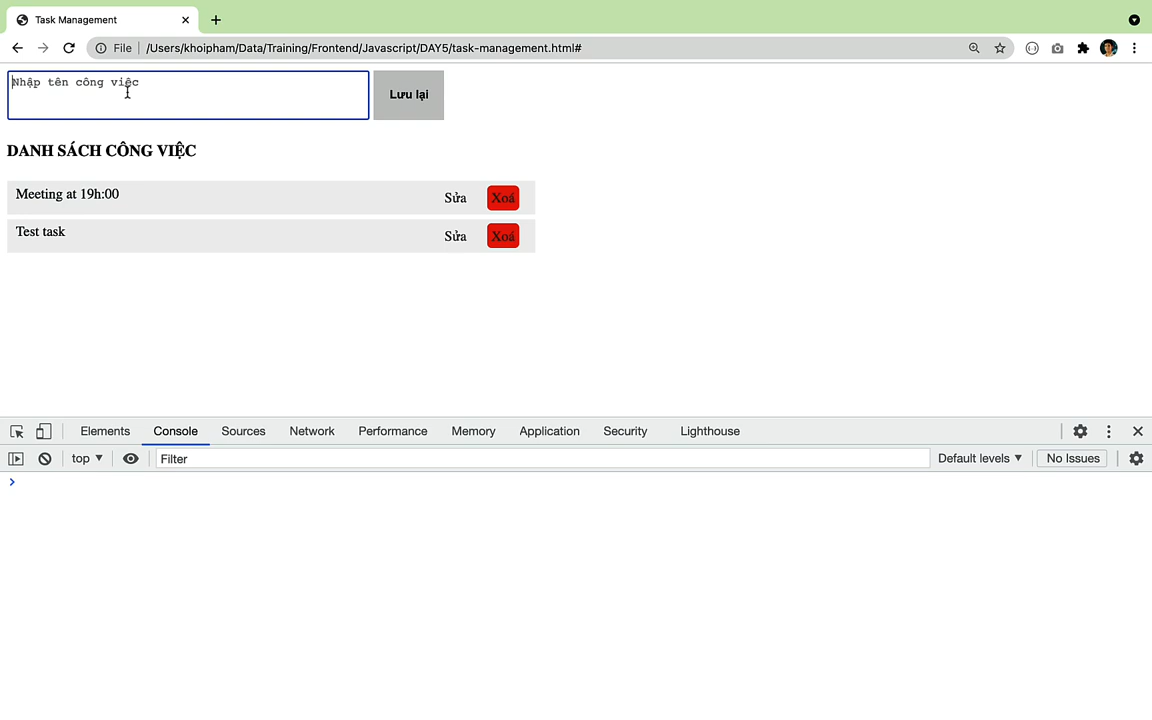 Task Management
File /Users/khoipham/Data/Training/Frontend/Javascript/DAY5/task-management.html#
Nhập tên công việc
Lưu lại
DANH SÁCH CÔNG VIỆC
Meeting at 19h:00 Sửa Xoá
Test task Sửa Xoá
Elements Console Sources Network Performance Memory Application Security Lighthouse
top Filter Default levels No Issues